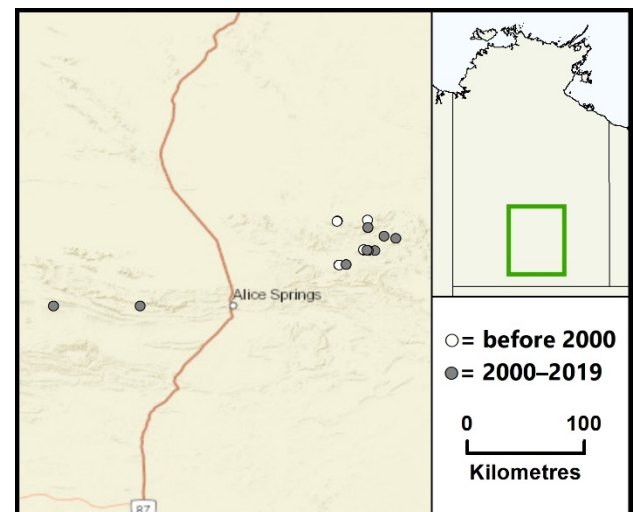 Alice Springs
87
○= before 2000
●= 2000–2019
0 100
Kilometres